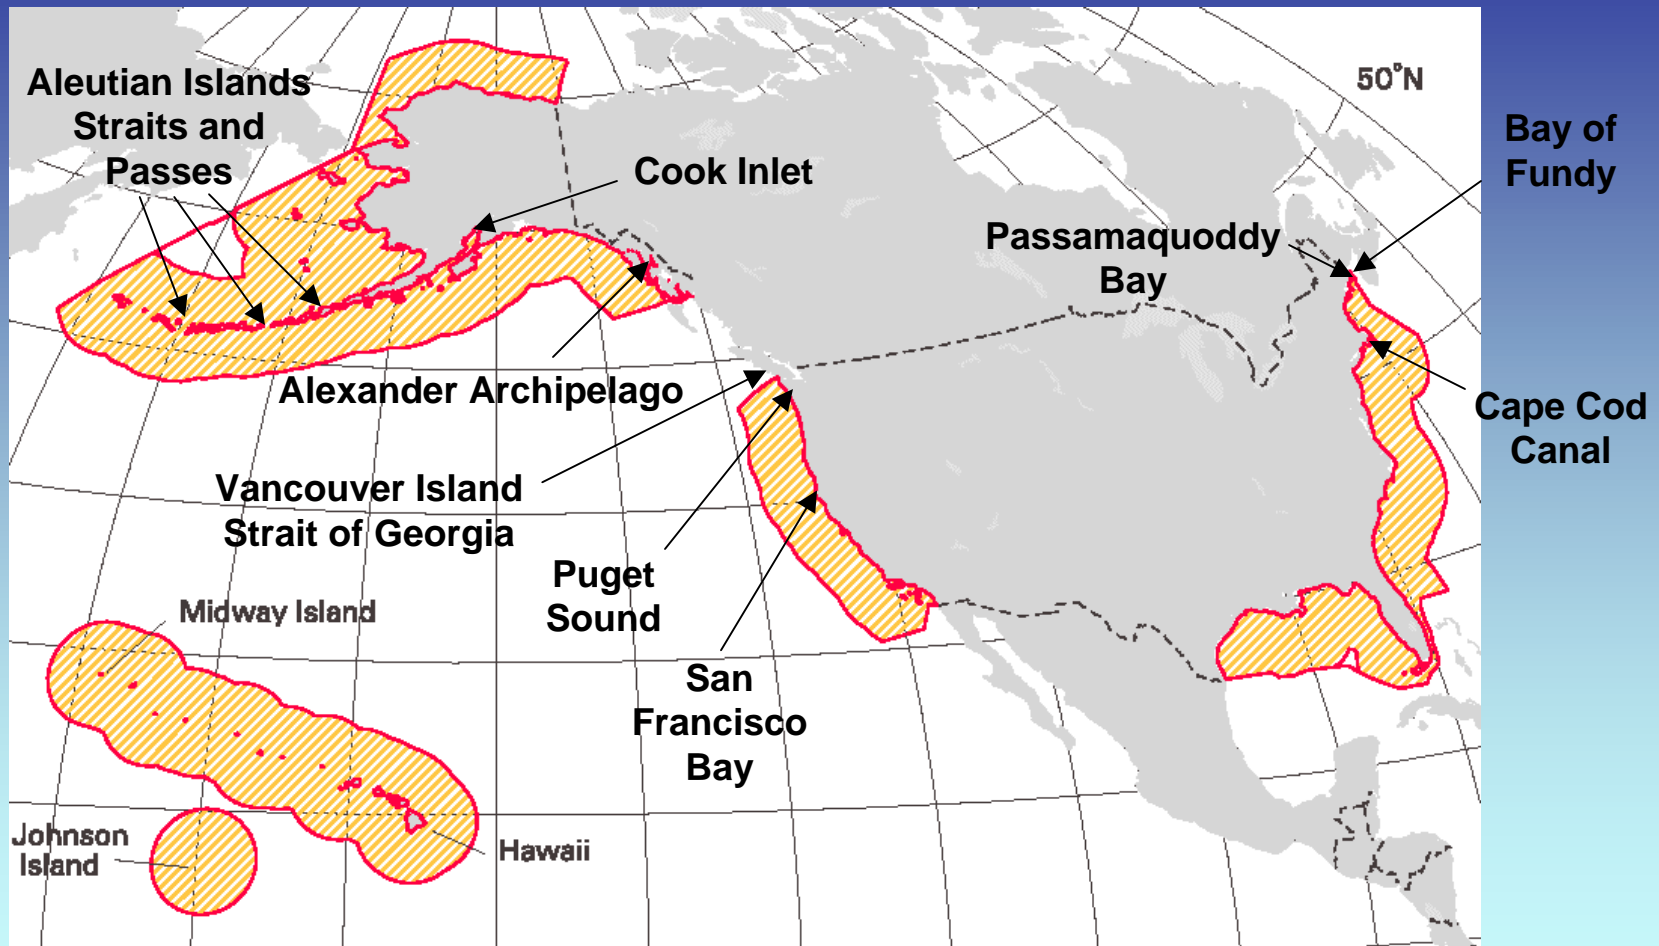 50°N
Aleutian Islands
Straits and
Passes
Bay of
Fundy
Cook Inlet
Passamaquoddy
Bay
Alexander Archipelago
Cape Cod
Canal
Vancouver Island
Strait of Georgia
Puget
Sound
Midway Island
San
Francisco
Bay
Johnson
Island
Hawaii